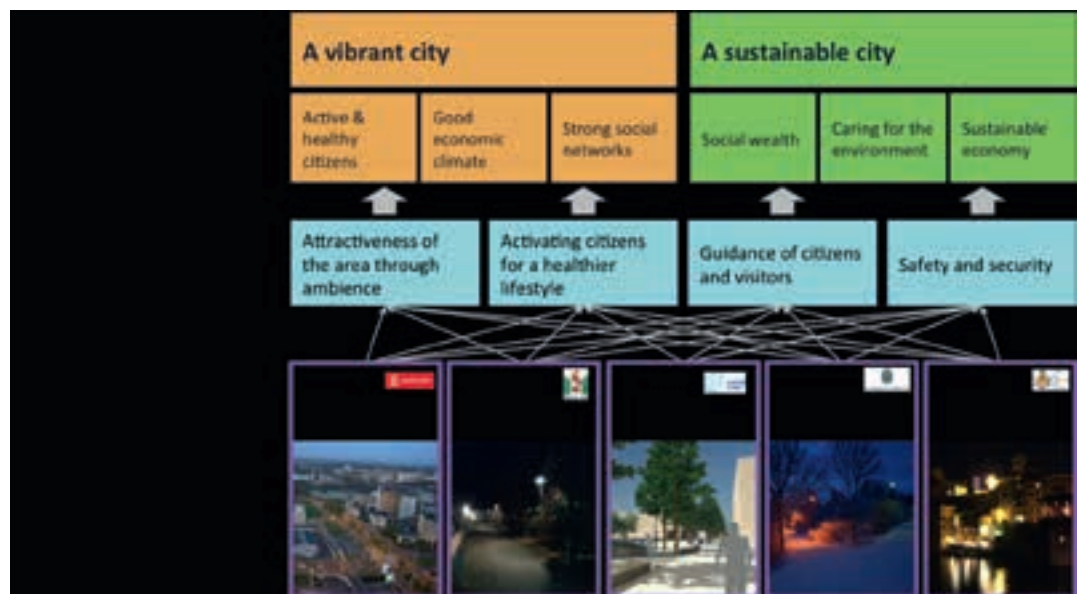 A vibrant city
A sustainable city
Active &
healthy
citizens
Good
economic
climate
Strong social
networks
Social wealth
Caring for the
environment
Sustainable
economy
Attractiveness of
the area through
ambience
Activating citizens
for a healthier
lifestyle
Guidance of citizens
and visitors
Safety and security